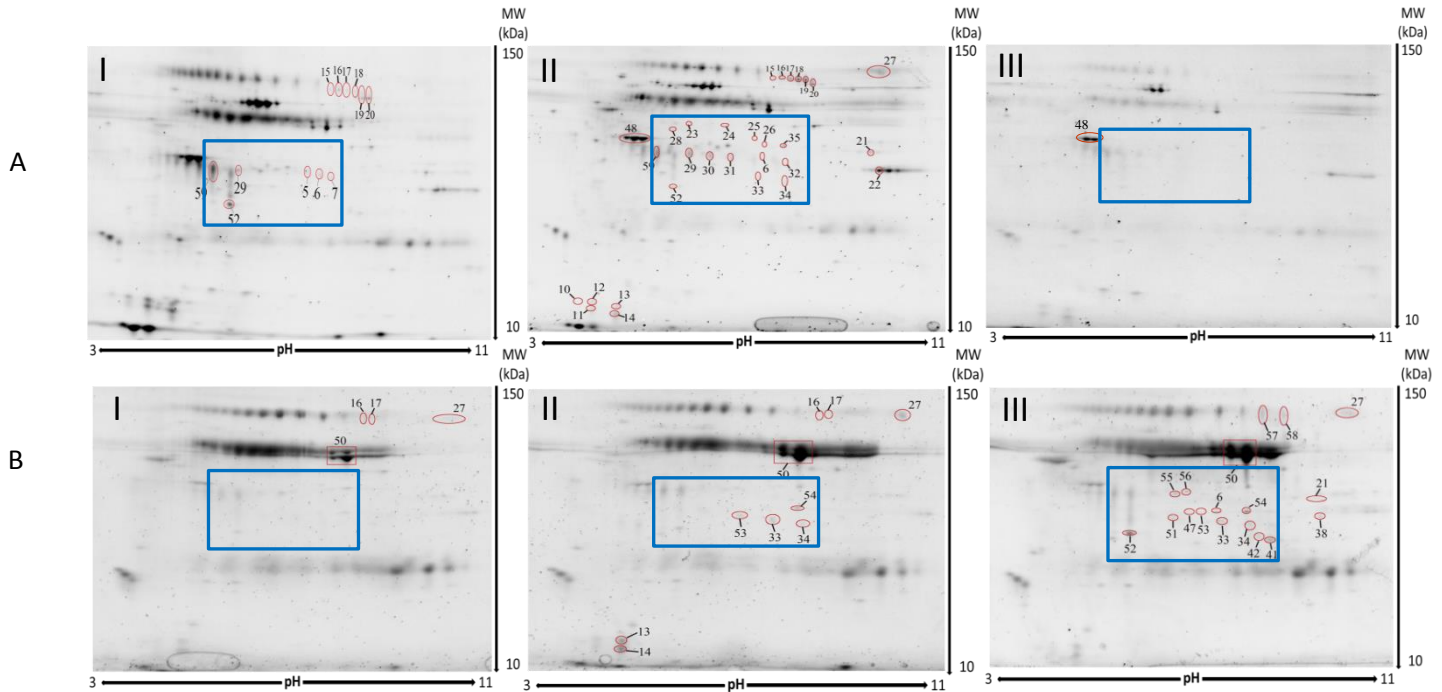 MW
(kDa)
MW
(kDa)
MW
(kDa)
A
I
15 16 17 18
19 20
59 29 5 6 7
52
150
10
3 pH 11
II
15 16 17 18
19 20
27
48
28 23 24 25 26 35
59 29 30 31 6 32
52 33 34
21
22
10 12 13
11 14
150
10
3 pH 11
III
48
150
10
3 pH 11
MW
(kDa)
MW
(kDa)
MW
(kDa)
B
I
16 17 27
50
150
10
3 pH 11
II
16 17 27
50
54
53 33 34
13
14
150
10
3 pH 11
III
27
57 58
50
55 56 6 54 21
51 47 53 33 34 38
52 42 41
150
10
3 pH 11